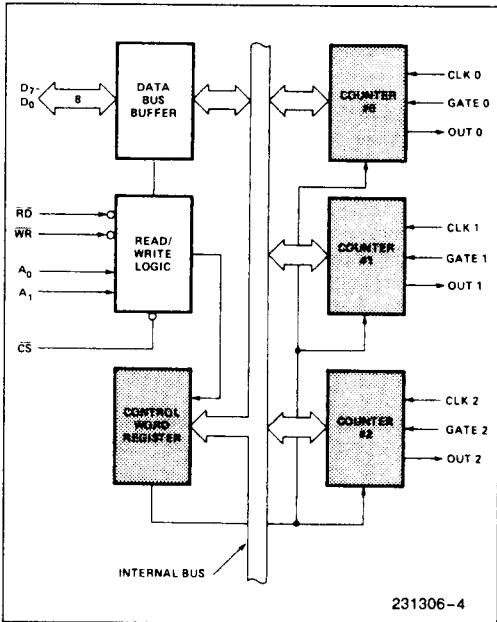 D7-
D0
8
DATA
BUS
BUFFER
RD
WR
A0
A1
CS
READ/
WRITE
LOGIC
CONTROL
WORD
REGISTER
INTERNAL BUS
COUNTER
#0
CLK 0
GATE 0
OUT 0
COUNTER
#1
CLK 1
GATE 1
OUT 1
COUNTER
#2
CLK 2
GATE 2
OUT 2
231306-4